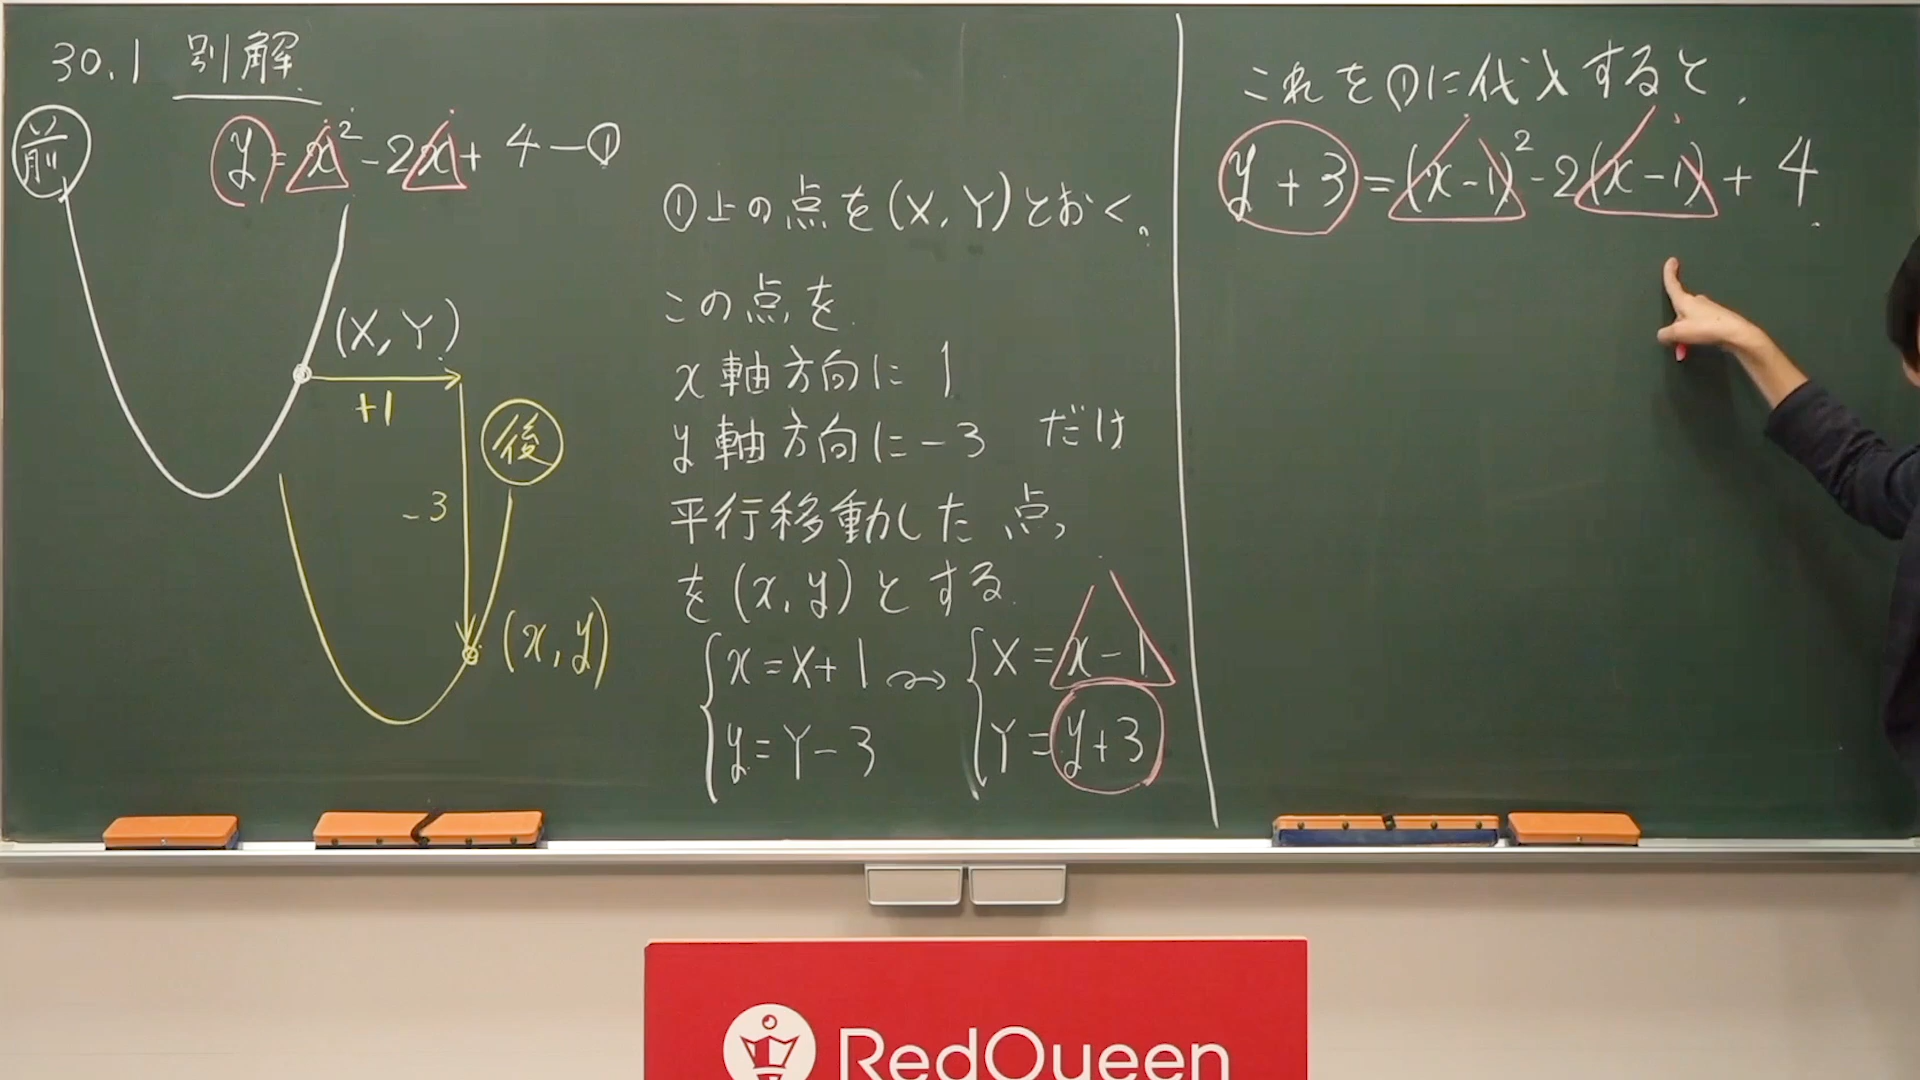 30.1 別解
前
y = x² - 2x + 4 ー①
(X, Y)
+1
後
-3
(x, y)
①上の点を(X, Y)とおく。
この点を
x軸方向に 1
y軸方向に -3 だけ
平行移動した点
を(x, y)とする
x = X + 1 ⇝ X = x - 1
y = Y - 3 Y = y + 3
これを①に代入すると、
y + 3 = (x - 1)² - 2(x - 1) + 4
RedQueen